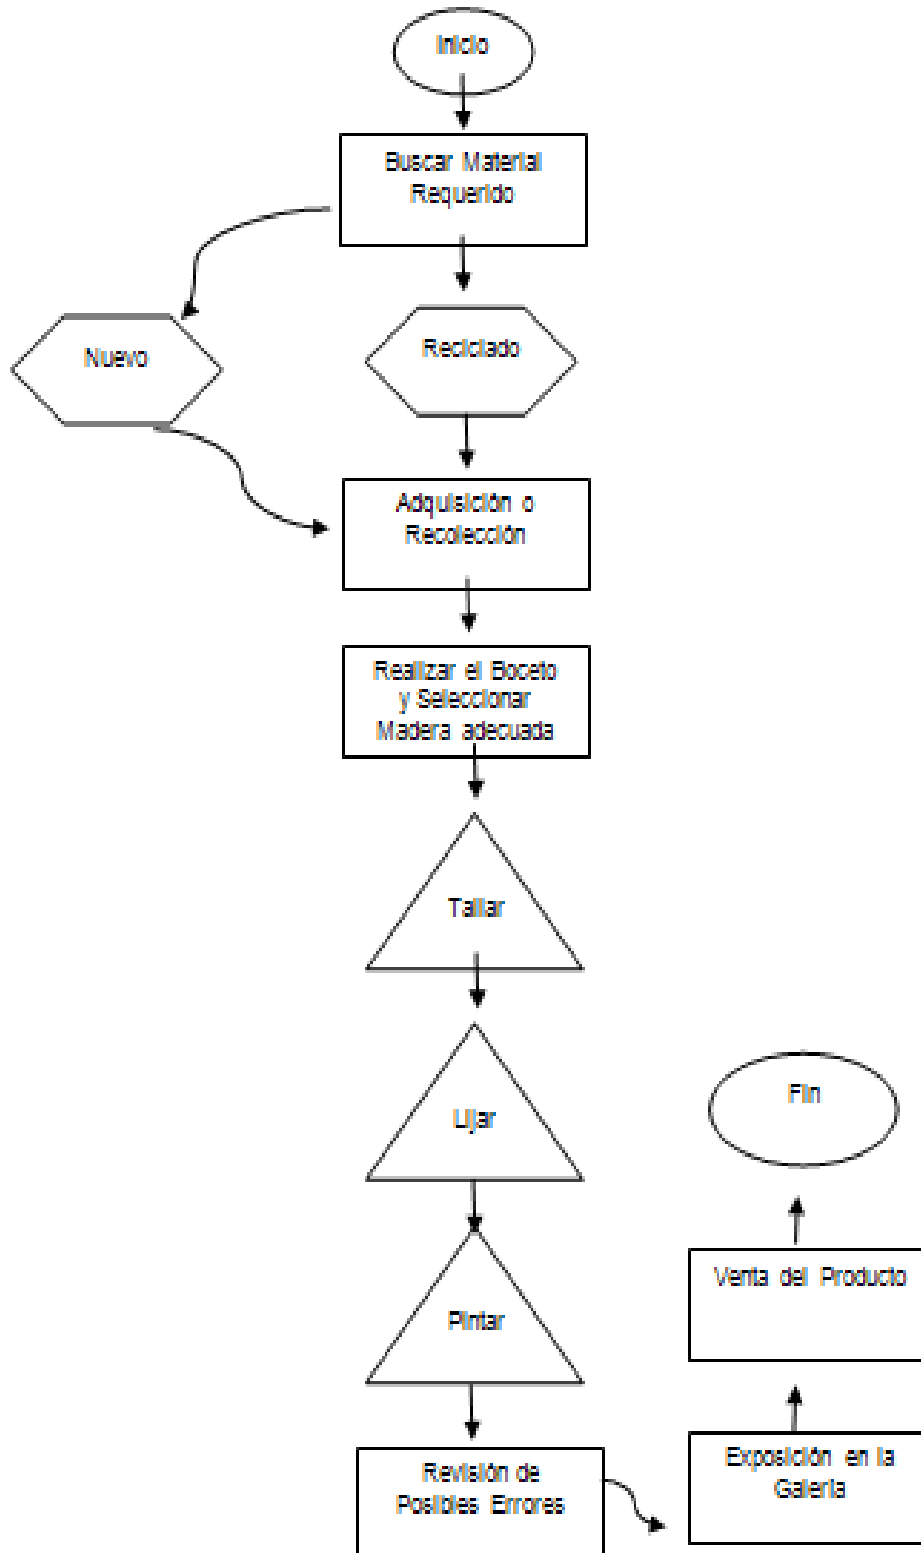 Inicio
Buscar Material
Requerido
Nuevo
Reciclado
Adquisición o
Recolección
Realizar el Boceto
y Seleccionar
Madera adecuada
Tallar
Lijar
Pintar
Revisión de
Posibles Errores
Exposición en la
Galería
Venta del Producto
Fin